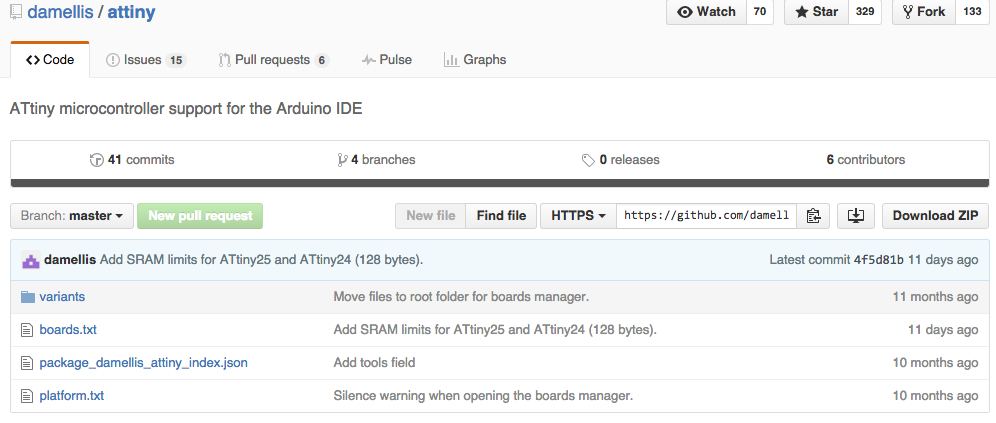 damellis / attiny
Watch 70 Star 329 Fork 133
Code Issues 15 Pull requests 6 Pulse Graphs
ATtiny microcontroller support for the Arduino IDE
41 commits 4 branches 0 releases 6 contributors
Branch: master New pull request New file Find file HTTPS https://github.com/damell Download ZIP
damellis Add SRAM limits for ATtiny25 and ATtiny24 (128 bytes). Latest commit 4f5d81b 11 days ago
variants Move files to root folder for boards manager. 11 months ago
boards.txt Add SRAM limits for ATtiny25 and ATtiny24 (128 bytes). 11 days ago
package_damellis_attiny_index.json Add tools field 10 months ago
platform.txt Silence warning when opening the boards manager. 10 months ago